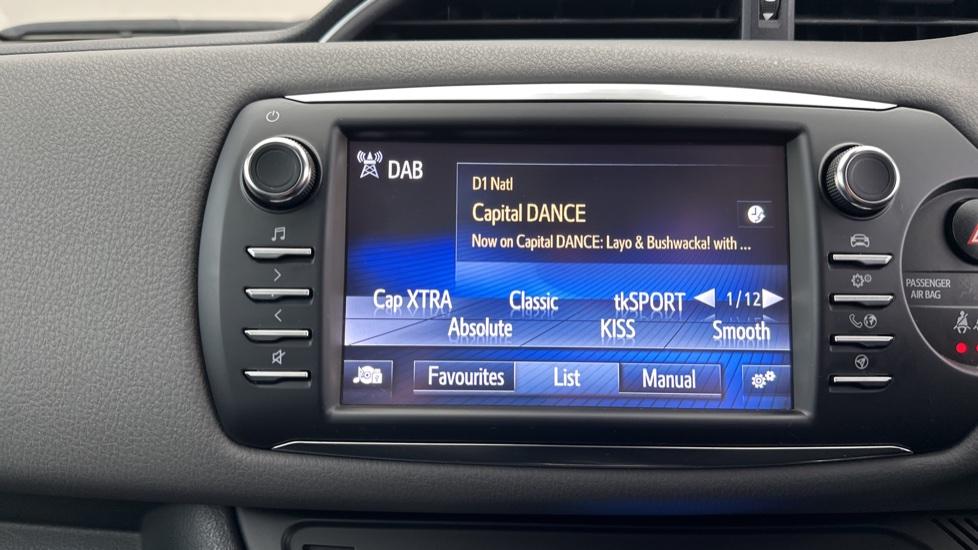 DAB
D1 Natl
Capital DANCE
Now on Capital DANCE: Layo & Bushwacka! with ...
Cap XTRA Classic tkSPORT 1/12
Absolute KISS Smooth
Favourites List Manual
PASSENGER
AIR BAG